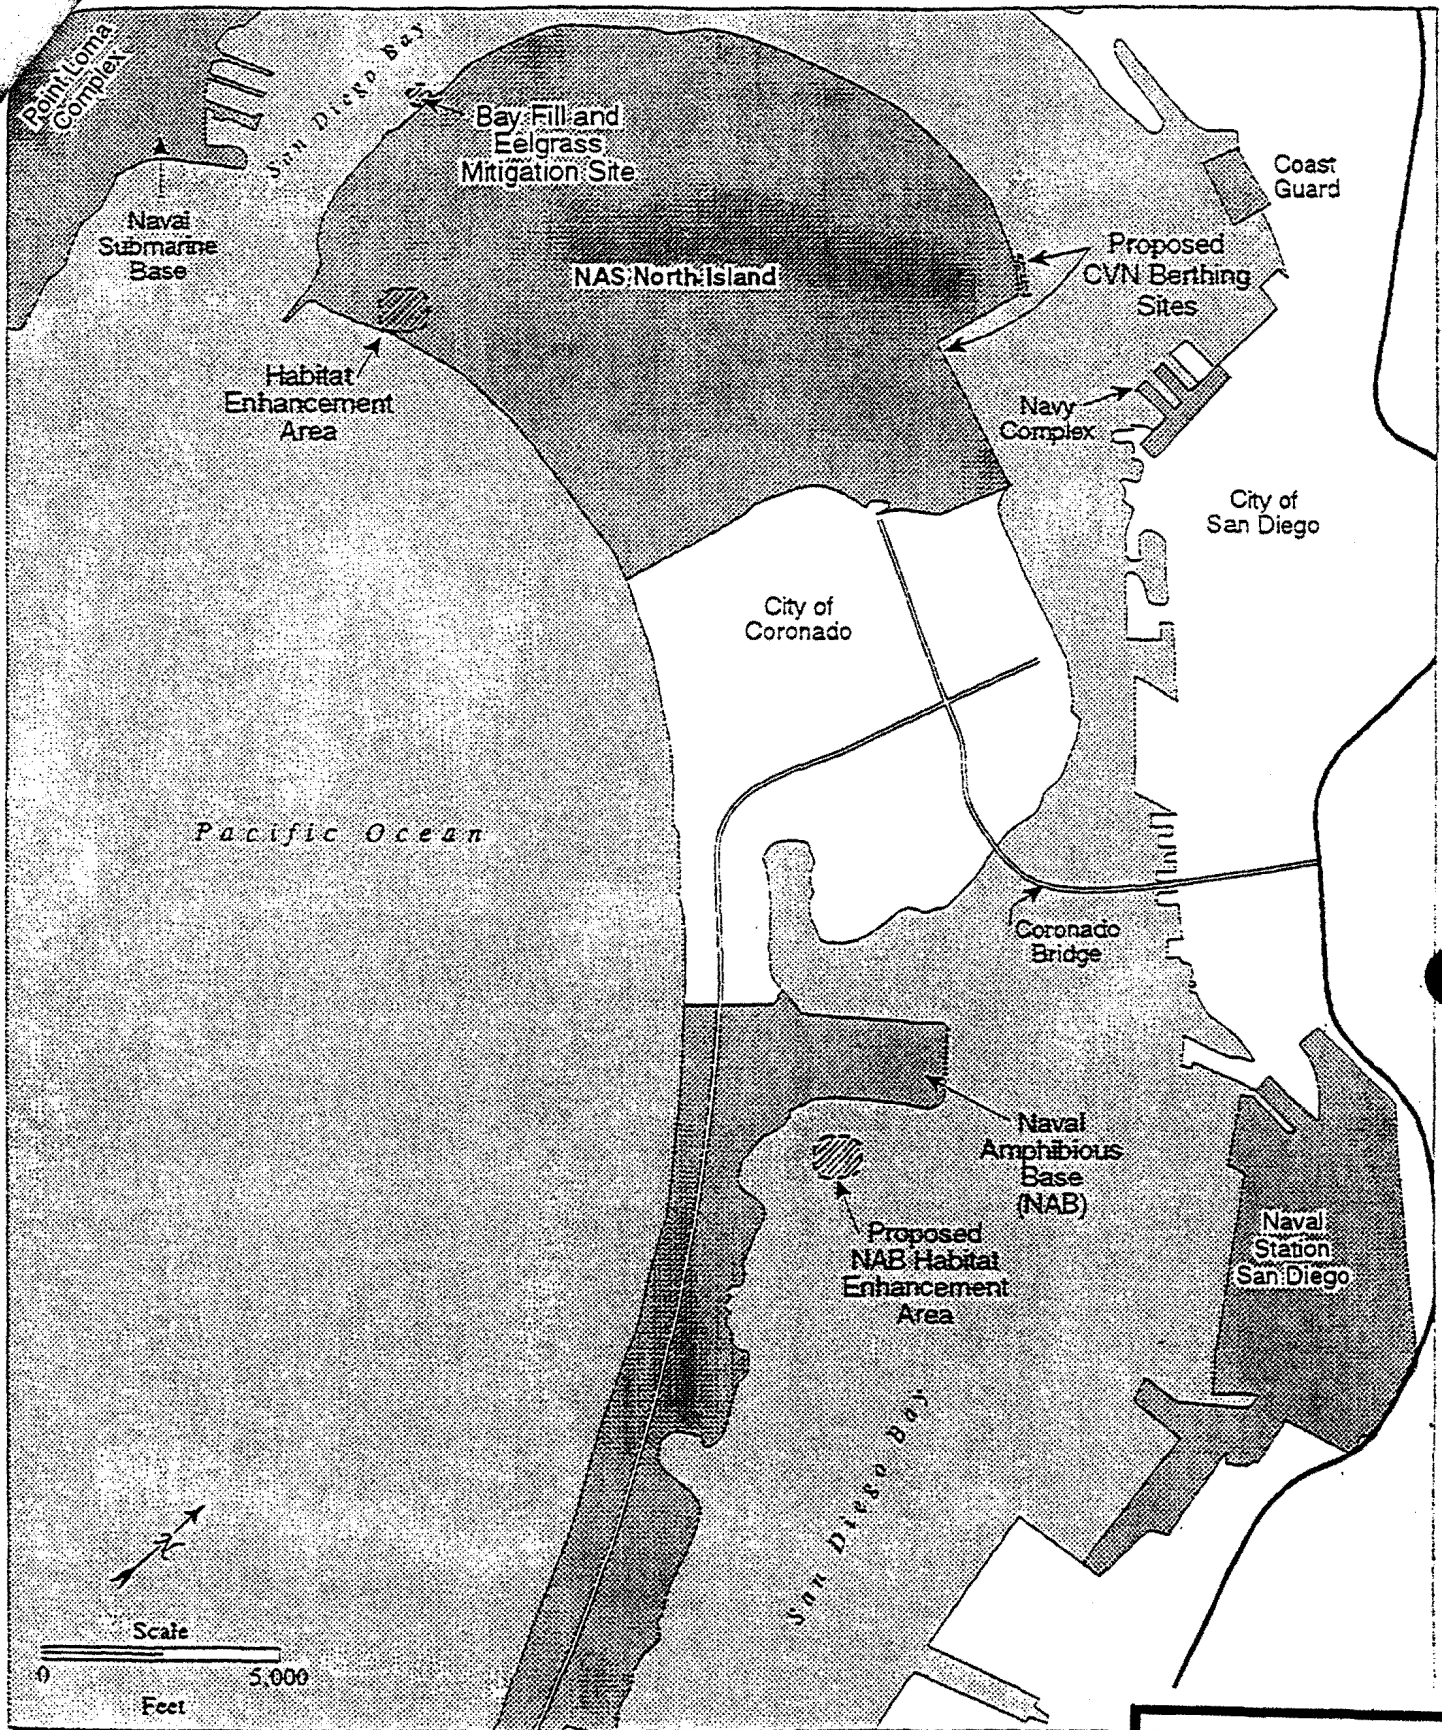 Point Loma
Complex
San Diego Bay
Bay Fill and
Eelgrass
Mitigation Site
Coast
Guard
Naval
Submarine
Base
NAS North Island
Proposed
CVN Berthing
Sites
Habitat
Enhancement
Area
Navy
Complex
City of
San Diego
City of
Coronado
Pacific Ocean
Coronado
Bridge
Naval
Amphibious
Base
(NAB)
Proposed
NAB Habitat
Enhancement
Area
Naval
Station
San Diego
San Diego Bay
N
Scale
0 5,000
Feet